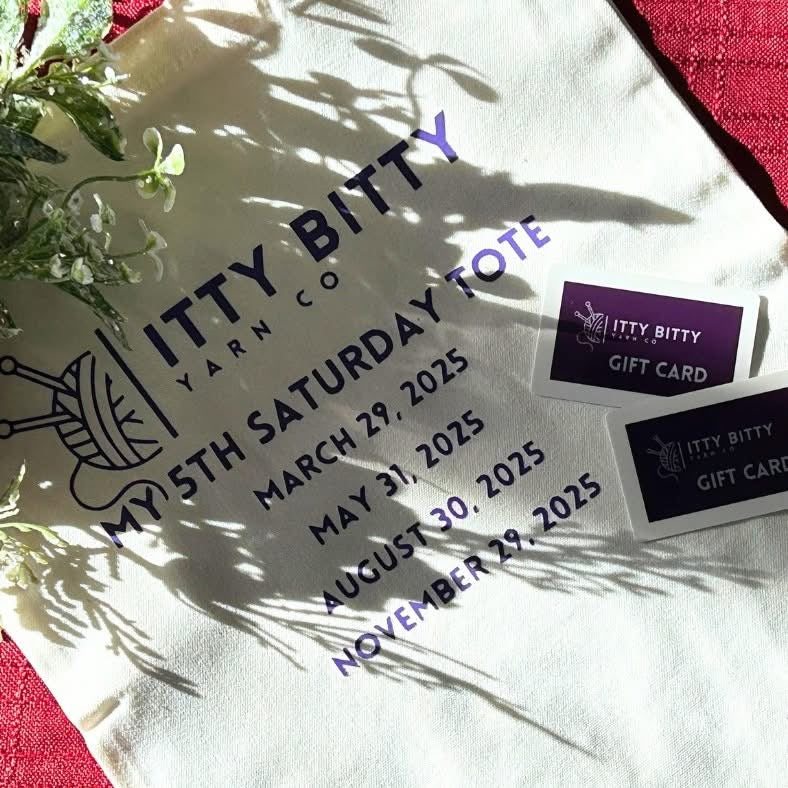 ITTY BITTY
YARN CO
MY 5TH SATURDAY TOTE
MARCH 29, 2025
MAY 31, 2025
AUGUST 30, 2025
NOVEMBER 29, 2025
ITTY BITTY
YARN CO
GIFT CARD
ITTY BITTY
YARN CO
GIFT CARD